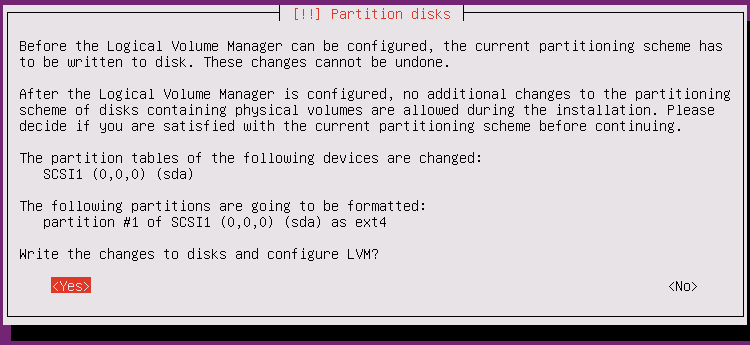 [!!] Partition disks
Before the Logical Volume Manager can be configured, the current partitioning scheme has
to be written to disk. These changes cannot be undone.
After the Logical Volume Manager is configured, no additional changes to the partitioning
scheme of disks containing physical volumes are allowed during the installation. Please
decide if you are satisfied with the current partitioning scheme before continuing.
The partition tables of the following devices are changed:
SCSI1 (0,0,0) (sda)
The following partitions are going to be formatted:
partition #1 of SCSI1 (0,0,0) (sda) as ext4
Write the changes to disks and configure LVM?
<Yes> <No>